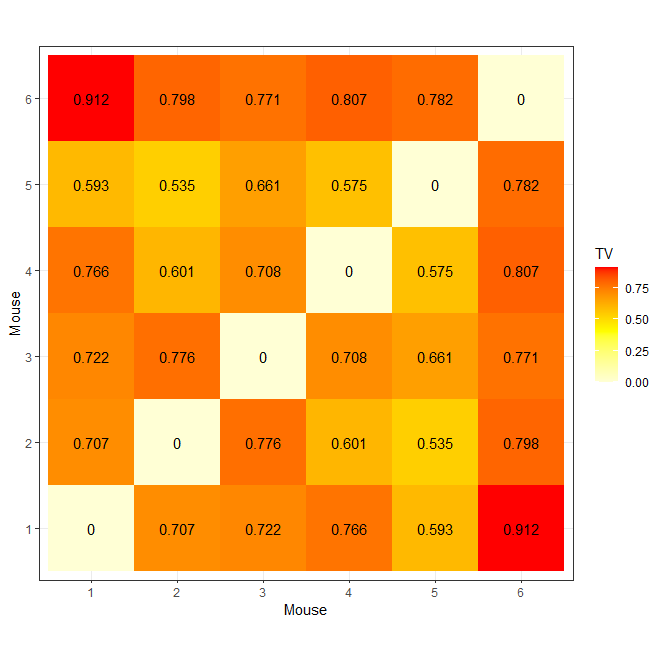 6 0.912 0.798 0.771 0.807 0.782 0
5 0.593 0.535 0.661 0.575 0 0.782
4 0.766 0.601 0.708 0 0.575 0.807
3 0.722 0.776 0 0.708 0.661 0.771
2 0.707 0 0.776 0.601 0.535 0.798
1 0 0.707 0.722 0.766 0.593 0.912
1 2 3 4 5 6
Mouse
Mouse
TV
0.75
0.50
0.25
0.00